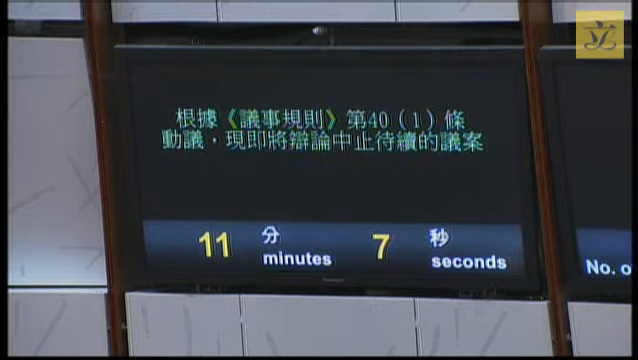 立
根據《議事規則》第40(1)條
動議，現即將辯論中止待續的議案
11 分 minutes 7 秒 seconds
No. o